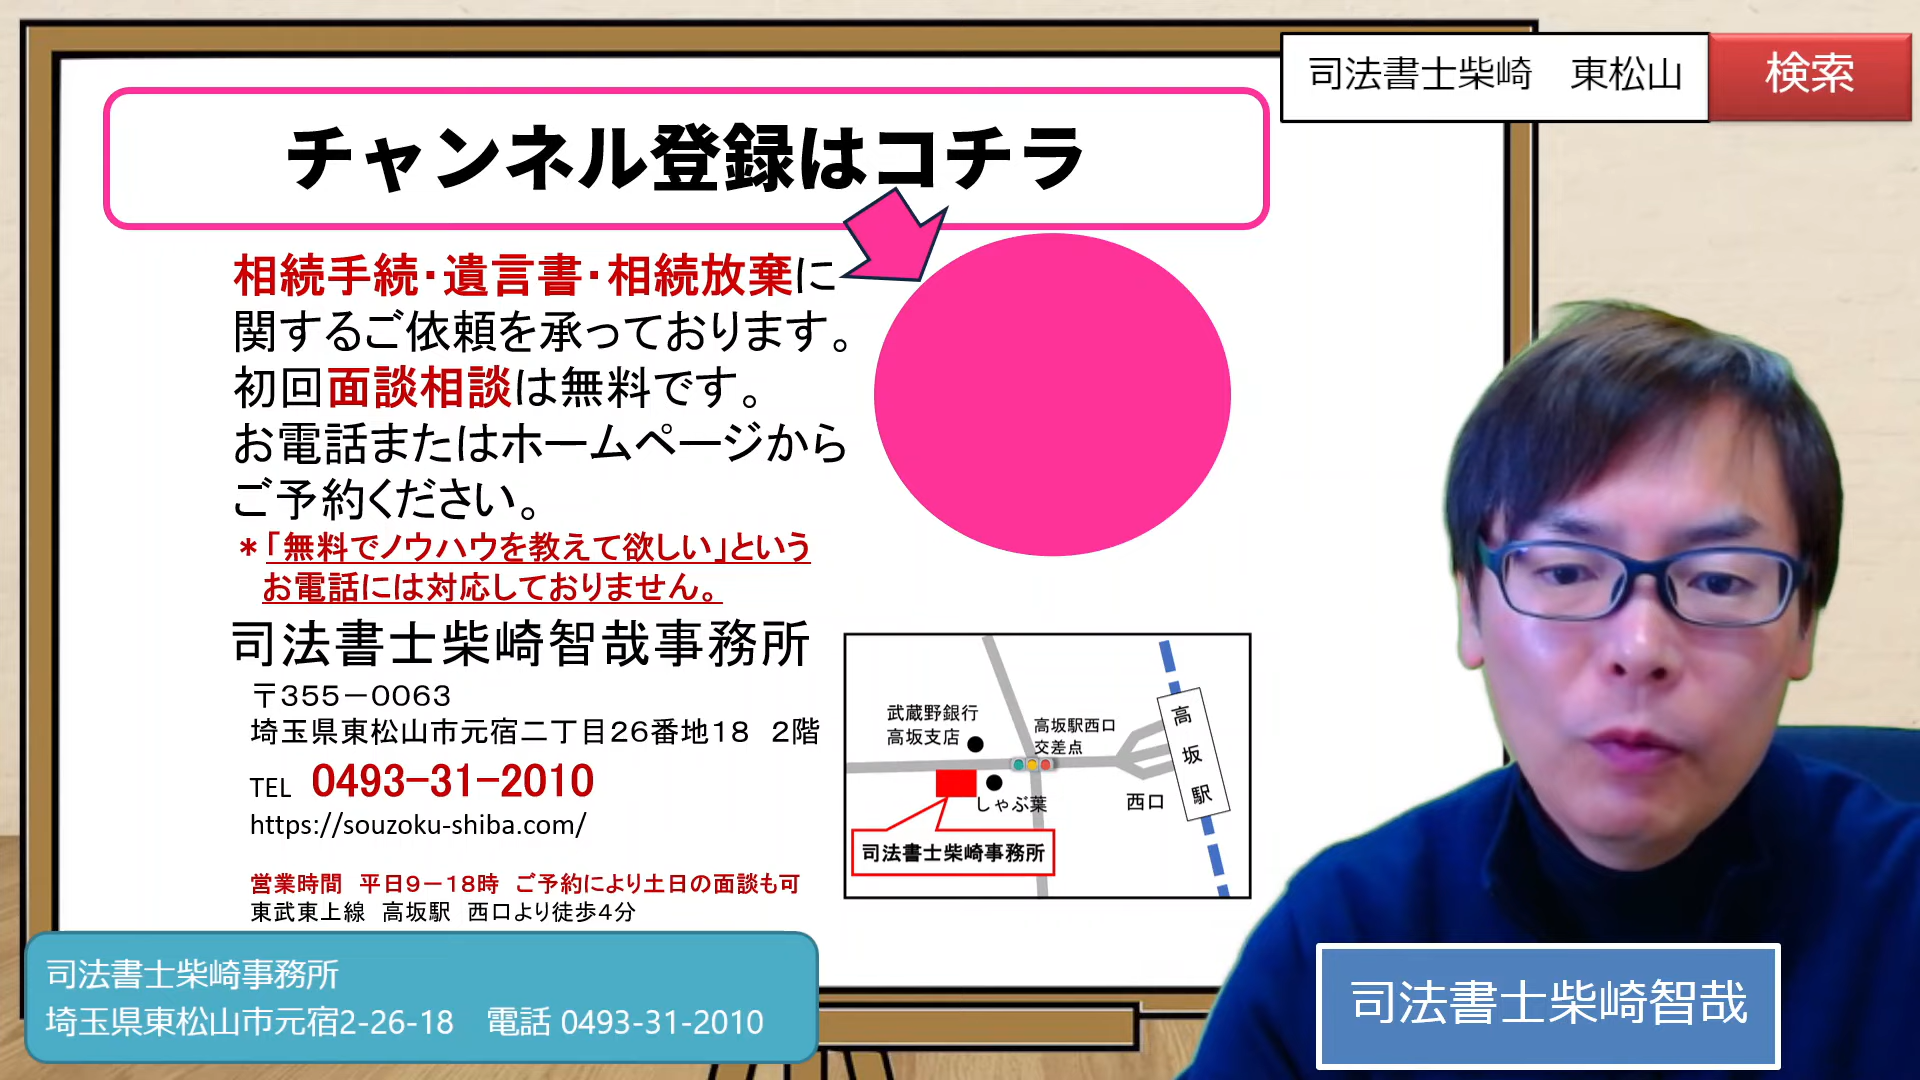 司法書士柴崎　東松山
検索
チャンネル登録はコチラ
相続手続・遺言書・相続放棄に
関するご依頼を承っております。
初回面談相談は無料です。
お電話またはホームページから
ご予約ください。
＊「無料でノウハウを教えて欲しい」という
お電話には対応しておりません。
司法書士柴崎智哉事務所
〒355－0063
埼玉県東松山市元宿二丁目26番地18　2階
TEL 0493-31-2010
https://souzoku-shiba.com/
営業時間　平日9－18時　ご予約により土日の面談も可
東武東上線　高坂駅　西口より徒歩4分
武蔵野銀行
高坂支店
高坂駅西口
交差点
しゃぶ葉
西口
高坂駅
司法書士柴崎事務所
司法書士柴崎事務所
埼玉県東松山市元宿2-26-18　電話 0493-31-2010
司法書士柴崎智哉